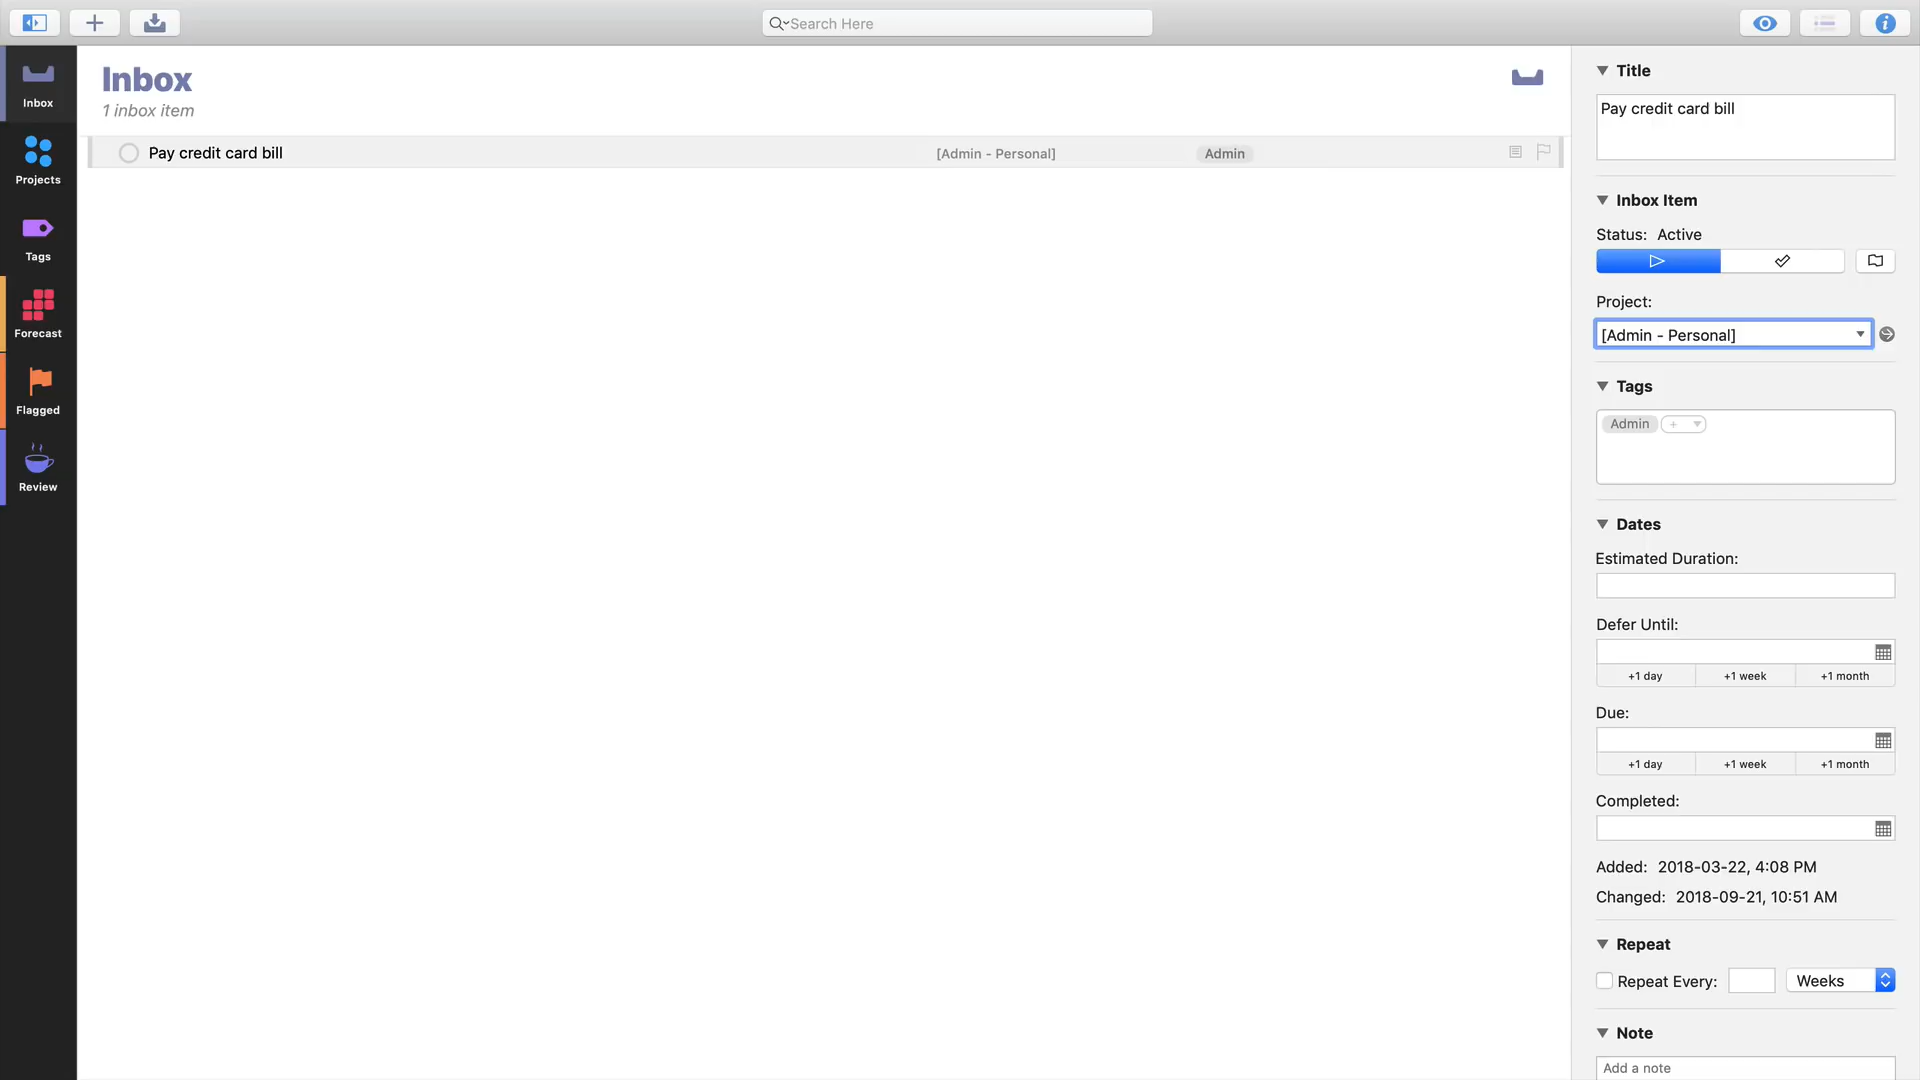 Search Here
Inbox
Projects
Tags
Forecast
Flagged
Review
Inbox
1 inbox item
Pay credit card bill [Admin - Personal] Admin
Title
Pay credit card bill
Inbox Item
Status: Active
Project:
[Admin - Personal]
Tags
Admin +
Dates
Estimated Duration:
Defer Until:
+1 day +1 week +1 month
Due:
+1 day +1 week +1 month
Completed:
Added: 2018-03-22, 4:08 PM
Changed: 2018-09-21, 10:51 AM
Repeat
Repeat Every: Weeks
Note
Add a note